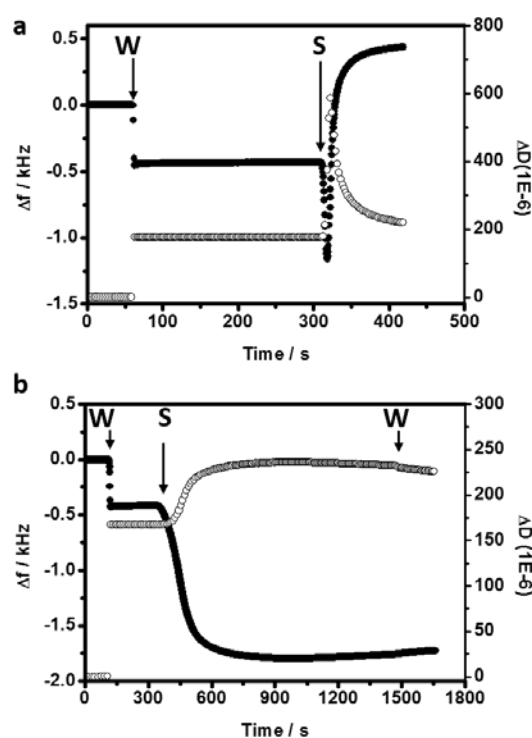 a
W
S
0.5
0.0
-0.5
-1.0
-1.5
Δf / kHz
800
600
400
200
0
ΔD(1E-6)
0 100 200 300 400 500
Time / s
b
W
S
W
0.5
0.0
-0.5
-1.0
-1.5
-2.0
Δf / kHz
300
250
200
150
100
50
0
ΔD (1E-6)
0 300 600 900 1200 1500 1800
Time / s